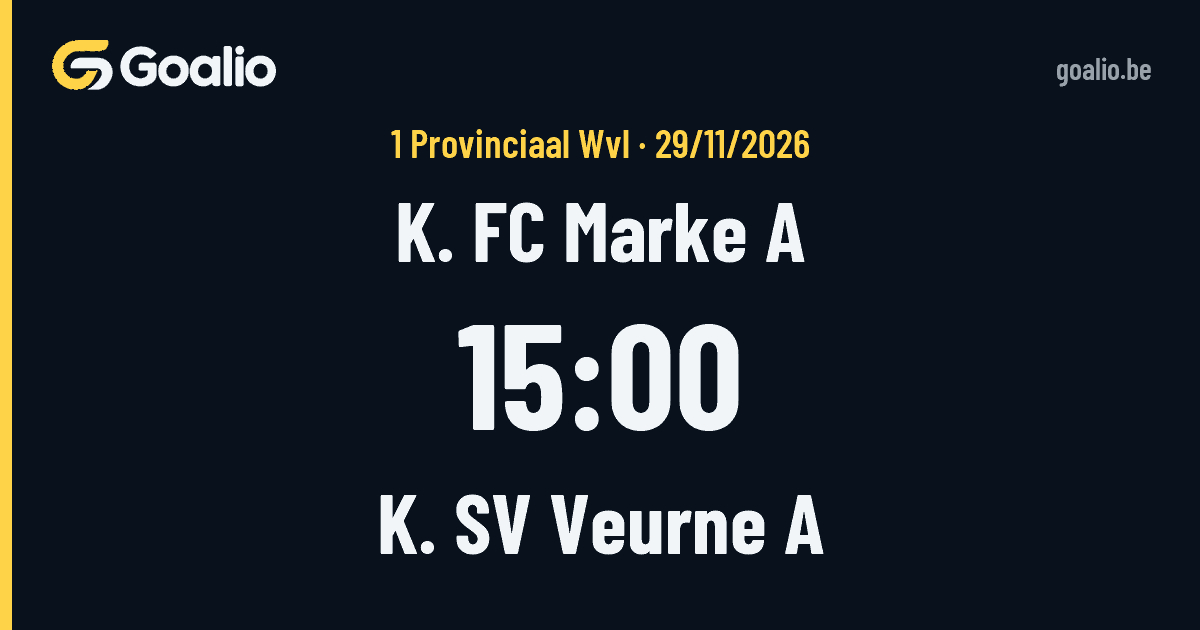 Goalio
goalio.be
1 Provinciaal Wvl · 29/11/2026
K. FC Marke A
15:00
K. SV Veurne A